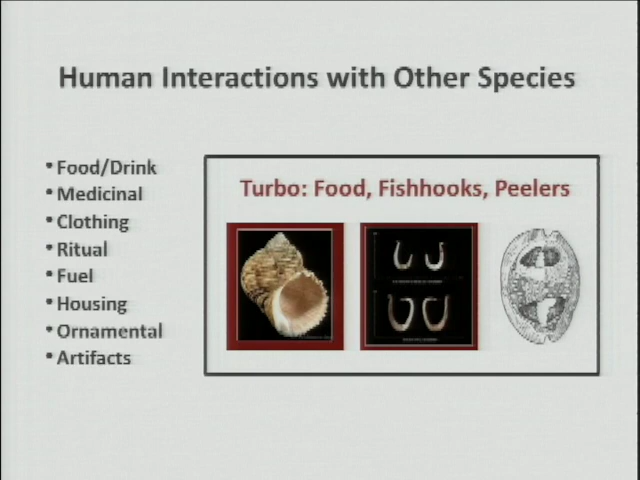 Human Interactions with Other Species
• Food/Drink
• Medicinal
• Clothing
• Ritual
• Fuel
• Housing
• Ornamental
• Artifacts
Turbo: Food, Fishhooks, Peelers